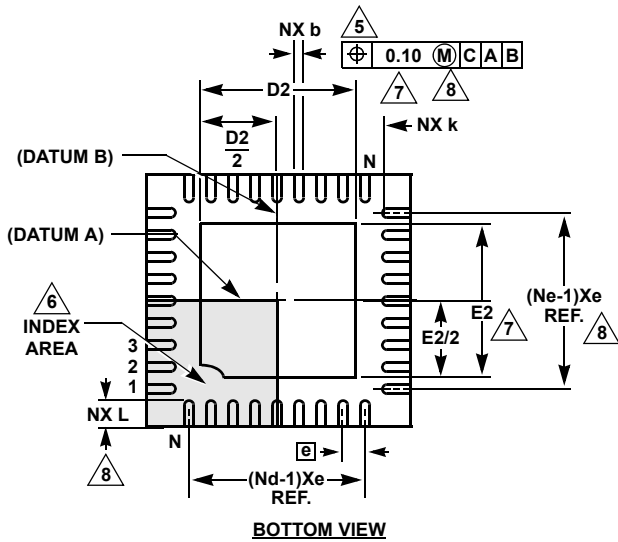 5
NX b
⌖ 0.10 Ⓜ C A B
D2
7
8
D2
2
NX k
(DATUM B)
N
(DATUM A)
6
INDEX
AREA
(Ne-1)Xe
REF.
8
E2
7
E2/2
3
2
1
NX L
8
N
e
(Nd-1)Xe
REF.
BOTTOM VIEW